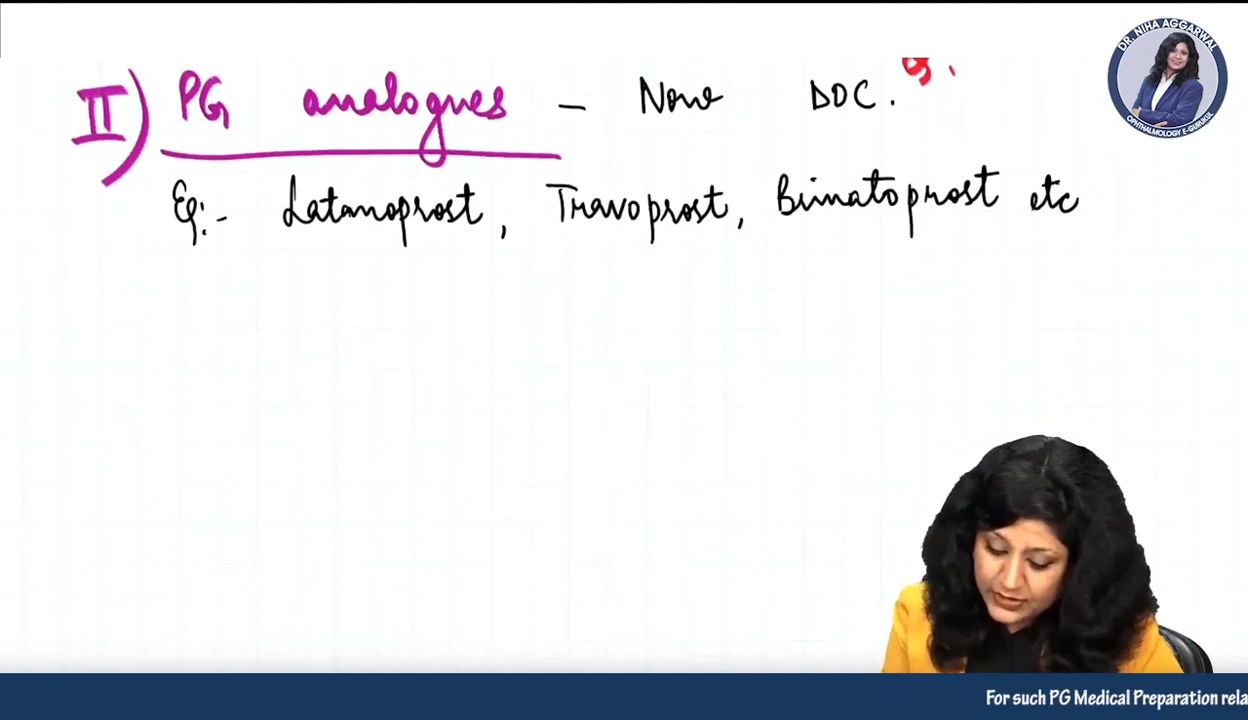 DR. NIHA AGGARWAL
OPHTHALMOLOGY E-GURUKUL
II) PG analogues – Now DOC.
Eg:- Latanoprost, Travoprost, Bimatoprost etc
For such PG Medical Preparation rela